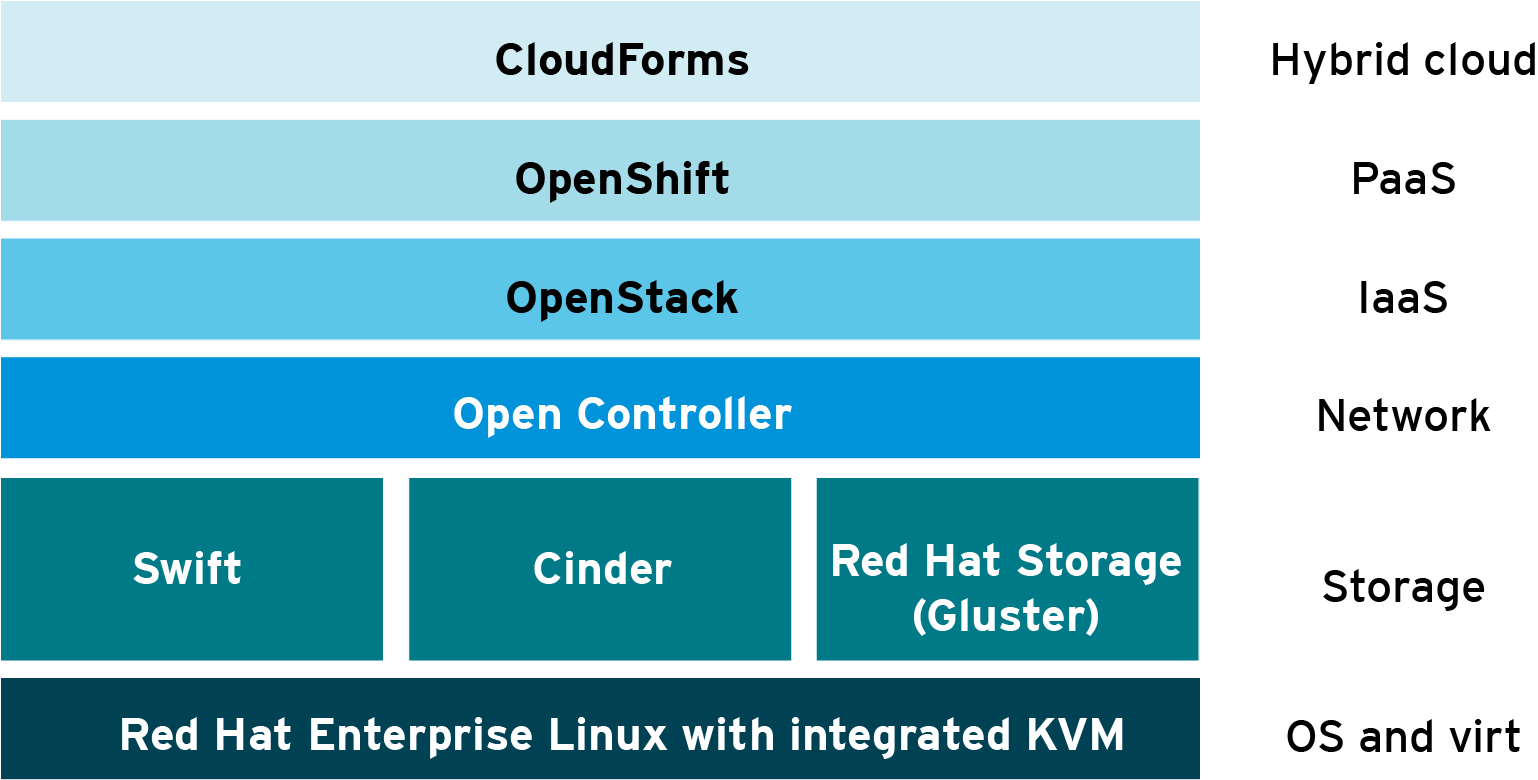 CloudForms
Hybrid cloud
OpenShift
PaaS
OpenStack
IaaS
Open Controller
Network
Swift
Cinder
Red Hat Storage
(Gluster)
Storage
Red Hat Enterprise Linux with integrated KVM
OS and virt